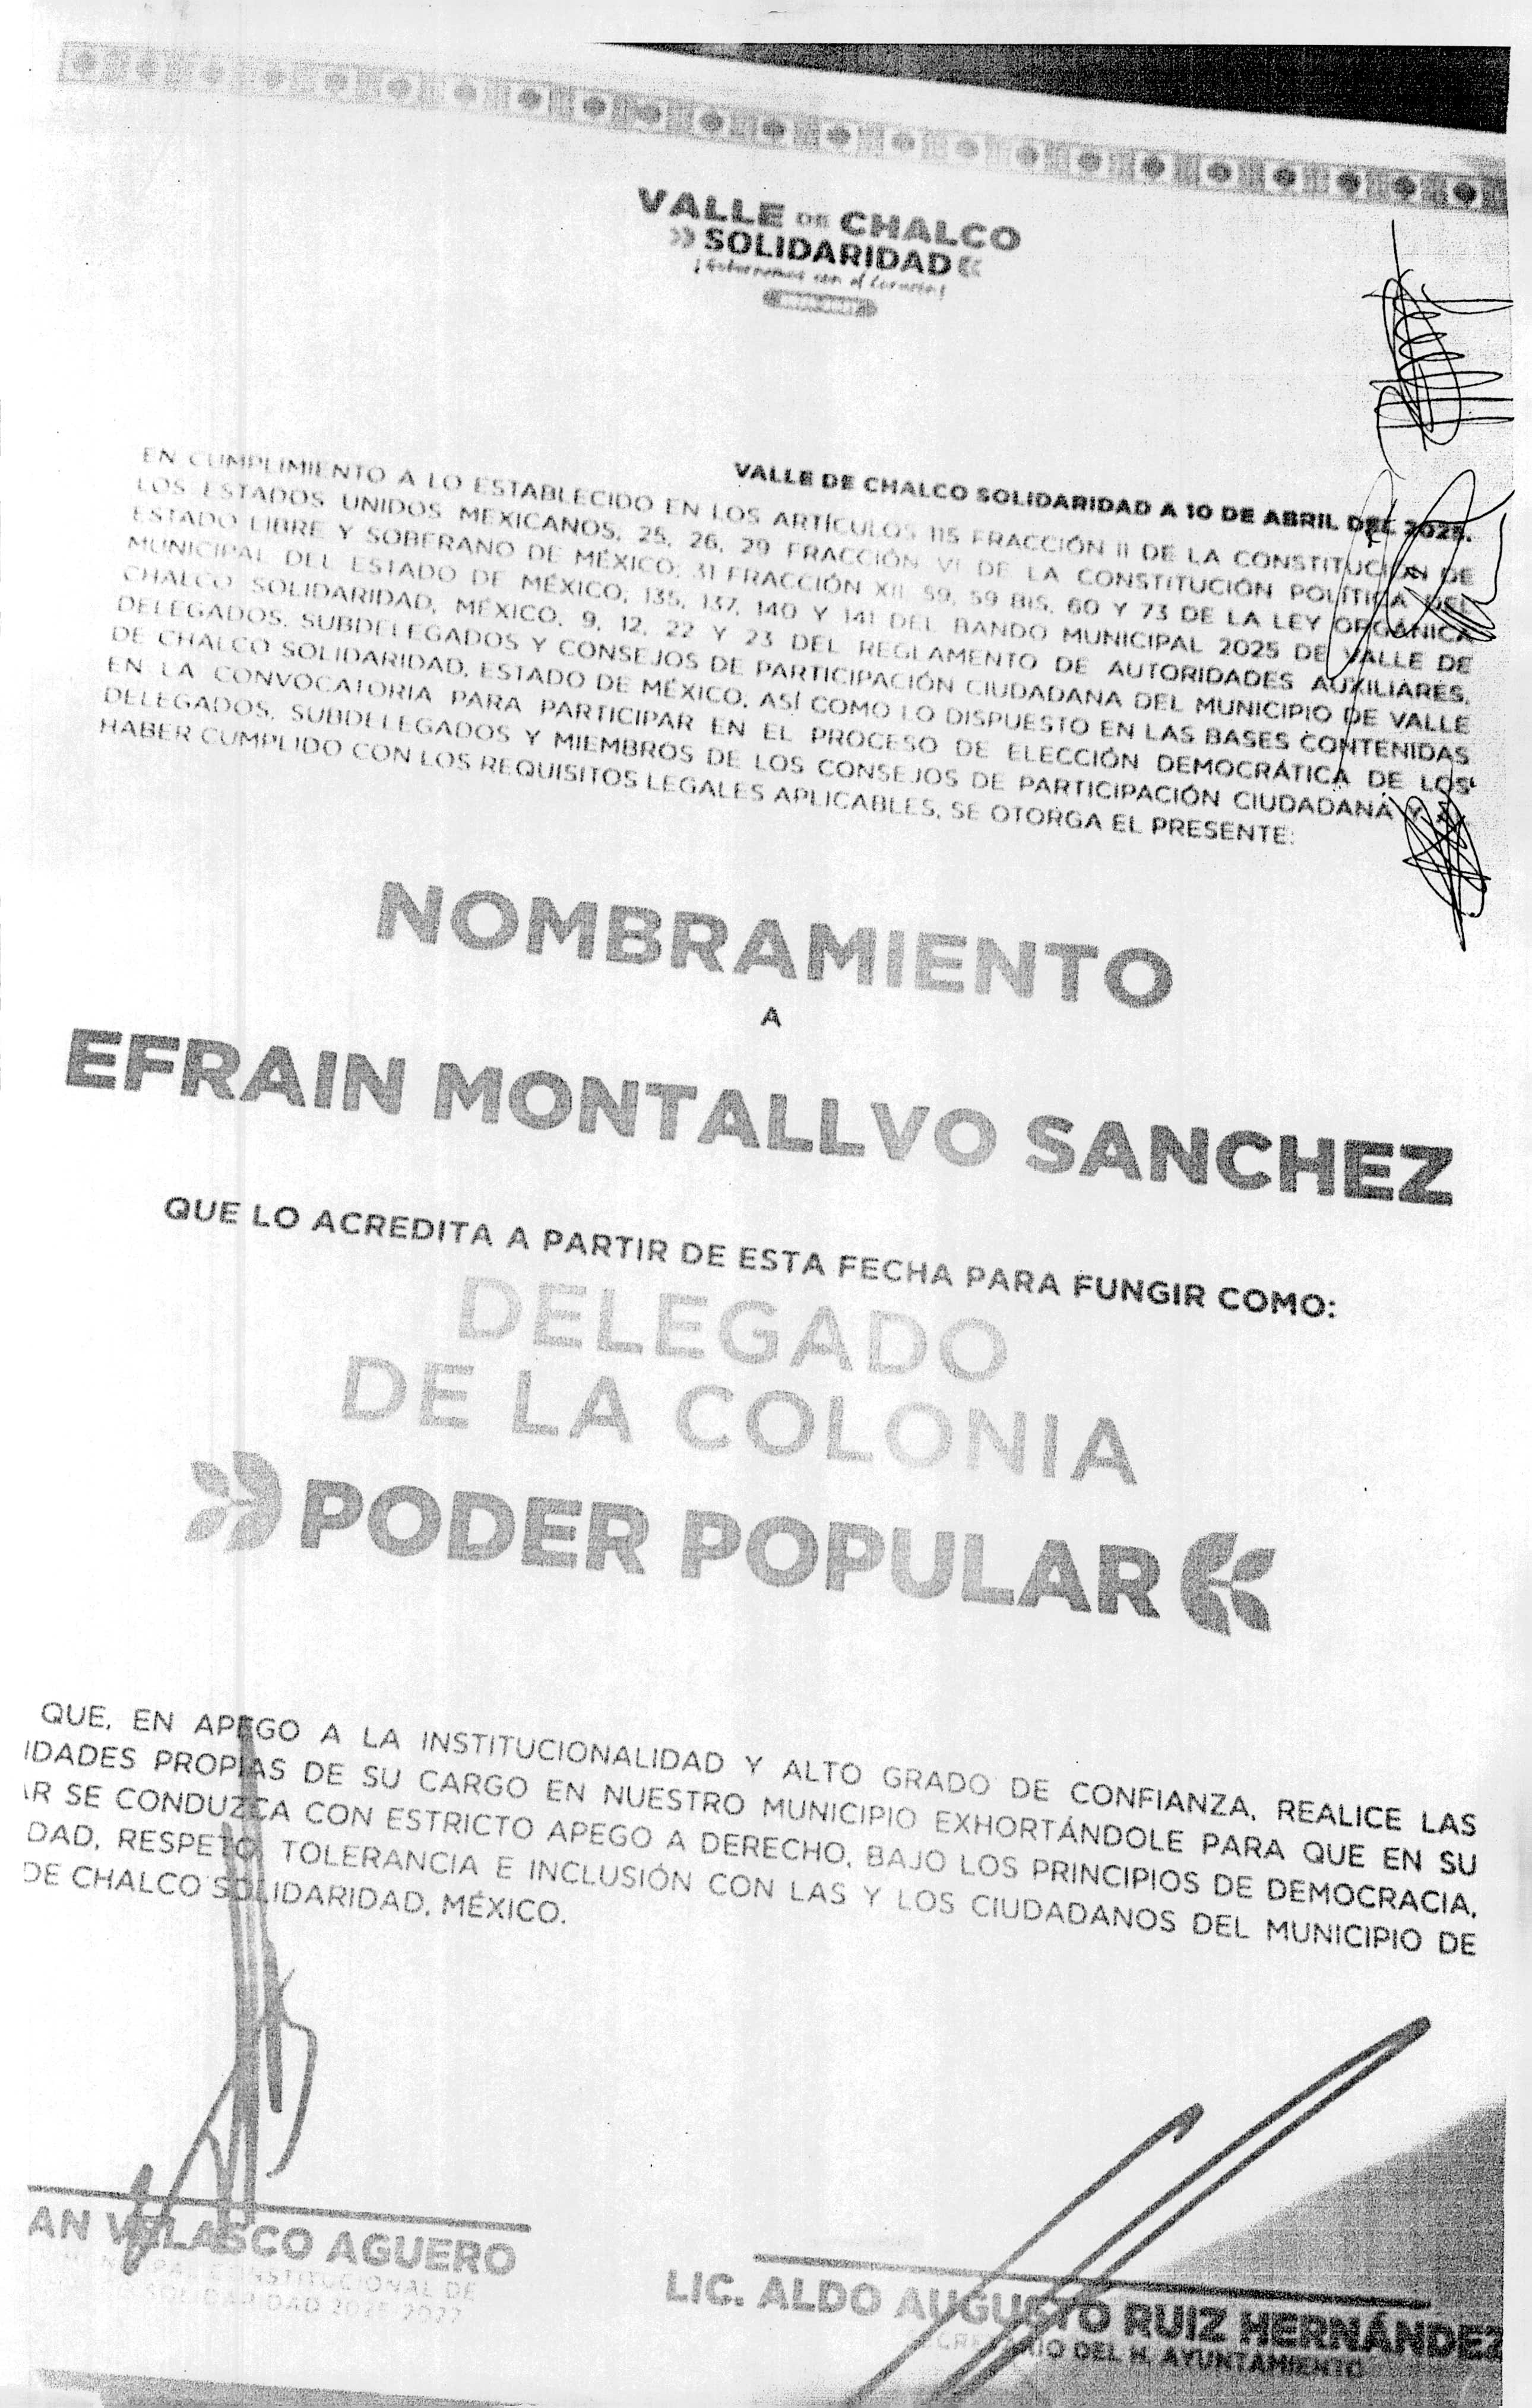 VALLE DE CHALCO
SOLIDARIDAD
¡Gobernemos con el Corazón!
VALLE DE CHALCO SOLIDARIDAD A 10 DE ABRIL DEL 2025.
EN CUMPLIMIENTO A LO ESTABLECIDO EN LOS ARTÍCULOS 115 FRACCIÓN II DE LA CONSTITUCIÓN DE
LOS ESTADOS UNIDOS MEXICANOS, 25, 26, 29 FRACCIÓN VI DE LA CONSTITUCIÓN POLÍTICA DEL
ESTADO LIBRE Y SOBERANO DE MÉXICO; 31 FRACCIÓN XII, 59, 59 BIS, 60 Y 73 DE LA LEY ORGÁNICA
MUNICIPAL DEL ESTADO DE MÉXICO, 135, 137, 140 Y 141 DEL BANDO MUNICIPAL 2025 DE VALLE DE
CHALCO SOLIDARIDAD, MÉXICO, 9, 12, 22 Y 23 DEL REGLAMENTO DE AUTORIDADES AUXILIARES,
DELEGADOS, SUBDELEGADOS Y CONSEJOS DE PARTICIPACIÓN CIUDADANA DEL MUNICIPIO DE VALLE
DE CHALCO SOLIDARIDAD, ESTADO DE MÉXICO, ASÍ COMO LO DISPUESTO EN LAS BASES CONTENIDAS
EN LA CONVOCATORIA PARA PARTICIPAR EN EL PROCESO DE ELECCIÓN DEMOCRÁTICA DE LOS
DELEGADOS, SUBDELEGADOS Y MIEMBROS DE LOS CONSEJOS DE PARTICIPACIÓN CIUDADANA Y
HABER CUMPLIDO CON LOS REQUISITOS LEGALES APLICABLES, SE OTORGA EL PRESENTE:
NOMBRAMIENTO
A
EFRAIN MONTALLVO SANCHEZ
QUE LO ACREDITA A PARTIR DE ESTA FECHA PARA FUNGIR COMO:
DELEGADO
DE LA COLONIA
PODER POPULAR
QUE, EN APEGO A LA INSTITUCIONALIDAD Y ALTO GRADO DE CONFIANZA, REALICE LAS
IDADES PROPIAS DE SU CARGO EN NUESTRO MUNICIPIO EXHORTÁNDOLE PARA QUE EN SU
AR SE CONDUZCA CON ESTRICTO APEGO A DERECHO, BAJO LOS PRINCIPIOS DE DEMOCRACIA,
DAD, RESPETO, TOLERANCIA E INCLUSIÓN CON LAS Y LOS CIUDADANOS DEL MUNICIPIO DE
DE CHALCO SOLIDARIDAD, MÉXICO.
AN VELASCO AGUERO
CONSTITUCIONAL DE
SOLIDARIDAD 2025-2027
LIC. ALDO AUGUSTO RUIZ HERNÁNDEZ
SECRETARIO DEL H. AYUNTAMIENTO